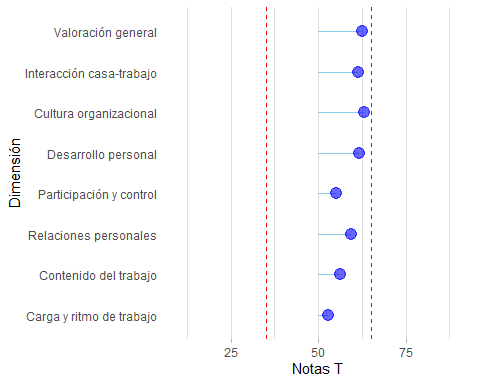 Valoración general
Interacción casa-trabajo
Cultura organizacional
Desarrollo personal
Participación y control
Relaciones personales
Contenido del trabajo
Carga y ritmo de trabajo
Dimensión
25 50 75
Notas T